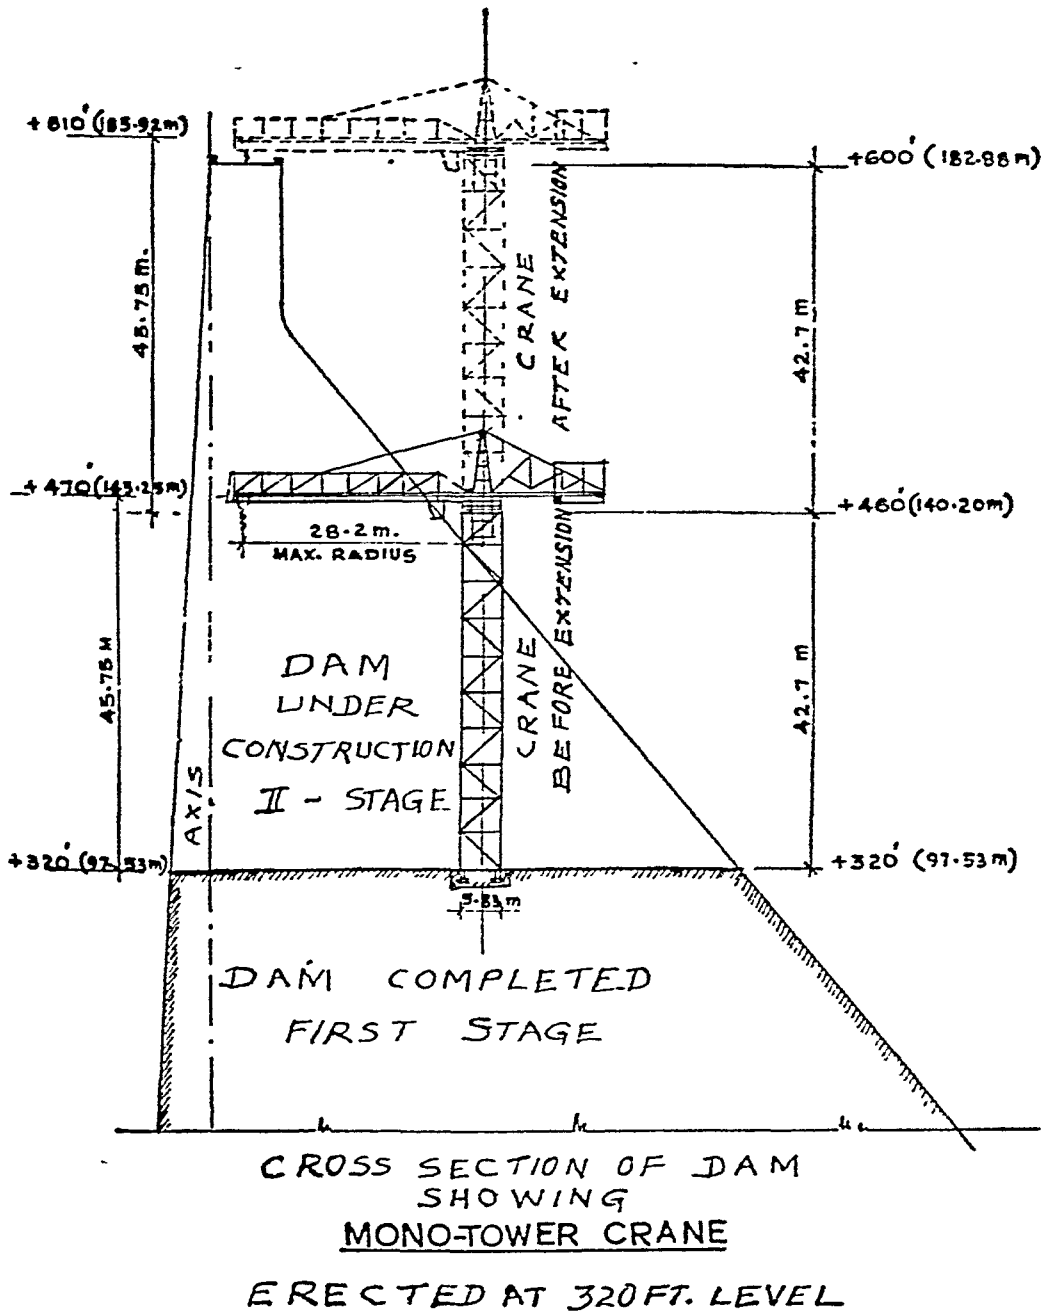 +610' (185.92m)
+600' (182.88m)
45.75m.
CRANE
AFTER EXTENSION
42.7 m
+470' (143.25m)
+460' (140.20m)
28.2 m.
MAX. RADIUS
CRANE
BEFORE EXTENSION
45.75 M
42.7 m
DAM
UNDER
CONSTRUCTION
II - STAGE
AXIS
+320' (97.53m)
+320' (97.53m)
5.83 m
DAM COMPLETED
FIRST STAGE
CROSS SECTION OF DAM
SHOWING
MONO-TOWER CRANE
ERECTED AT 320 FT. LEVEL